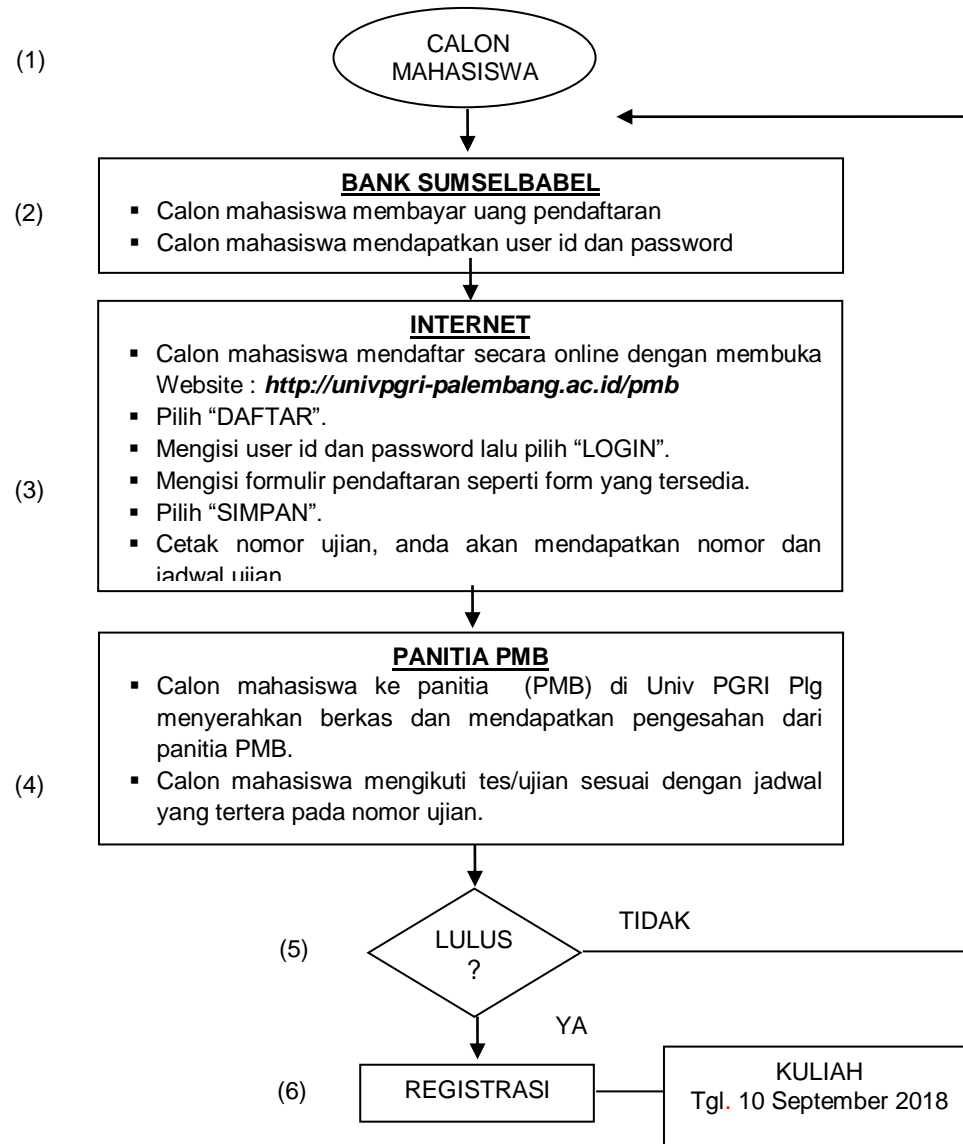 (1)
CALON
MAHASISWA
(2)
BANK SUMSELBABEL
▪ Calon mahasiswa membayar uang pendaftaran
▪ Calon mahasiswa mendapatkan user id dan password
(3)
INTERNET
▪ Calon mahasiswa mendaftar secara online dengan membuka
Website : http://univpgri-palembang.ac.id/pmb
▪ Pilih “DAFTAR”.
▪ Mengisi user id dan password lalu pilih “LOGIN”.
▪ Mengisi formulir pendaftaran seperti form yang tersedia.
▪ Pilih “SIMPAN”.
▪ Cetak nomor ujian, anda akan mendapatkan nomor dan
jadwal ujian
(4)
PANITIA PMB
▪ Calon mahasiswa ke panitia (PMB) di Univ PGRI Plg
menyerahkan berkas dan mendapatkan pengesahan dari
panitia PMB.
▪ Calon mahasiswa mengikuti tes/ujian sesuai dengan jadwal
yang tertera pada nomor ujian.
(5)
LULUS
?
TIDAK
YA
(6)
REGISTRASI
KULIAH
Tgl. 10 September 2018